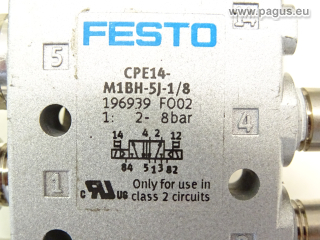 www.pagus.eu
FESTO
5
CPE14-
M1BH-5J-1/8
196939 F002
1: 2- 8bar
4
14 4 2 12
84 5 1 3 82
1
Only for use in
class 2 circuits
C US